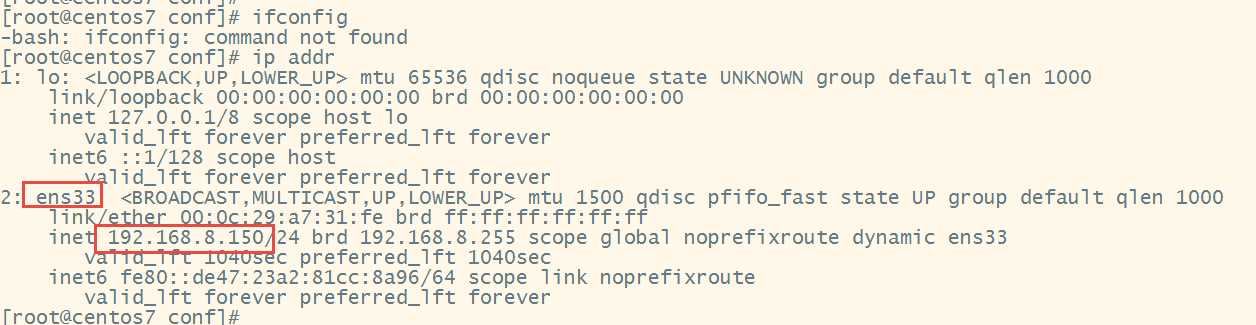 [root@centos7 conf]# ifconfig
-bash: ifconfig: command not found
[root@centos7 conf]# ip addr
1: lo: <LOOPBACK,UP,LOWER_UP> mtu 65536 qdisc noqueue state UNKNOWN group default qlen 1000
    link/loopback 00:00:00:00:00:00 brd 00:00:00:00:00:00
    inet 127.0.0.1/8 scope host lo
       valid_lft forever preferred_lft forever
    inet6 ::1/128 scope host
       valid_lft forever preferred_lft forever
2: ens33  <BROADCAST,MULTICAST,UP,LOWER_UP> mtu 1500 qdisc pfifo_fast state UP group default qlen 1000
    link/ether 00:0c:29:a7:31:fe brd ff:ff:ff:ff:ff:ff
    inet 192.168.8.150/24 brd 192.168.8.255 scope global noprefixroute dynamic ens33
       valid_lft 1040sec preferred_lft 1040sec
    inet6 fe80::de47:23a2:81cc:8a96/64 scope link noprefixroute
       valid_lft forever preferred_lft forever
[root@centos7 conf]#